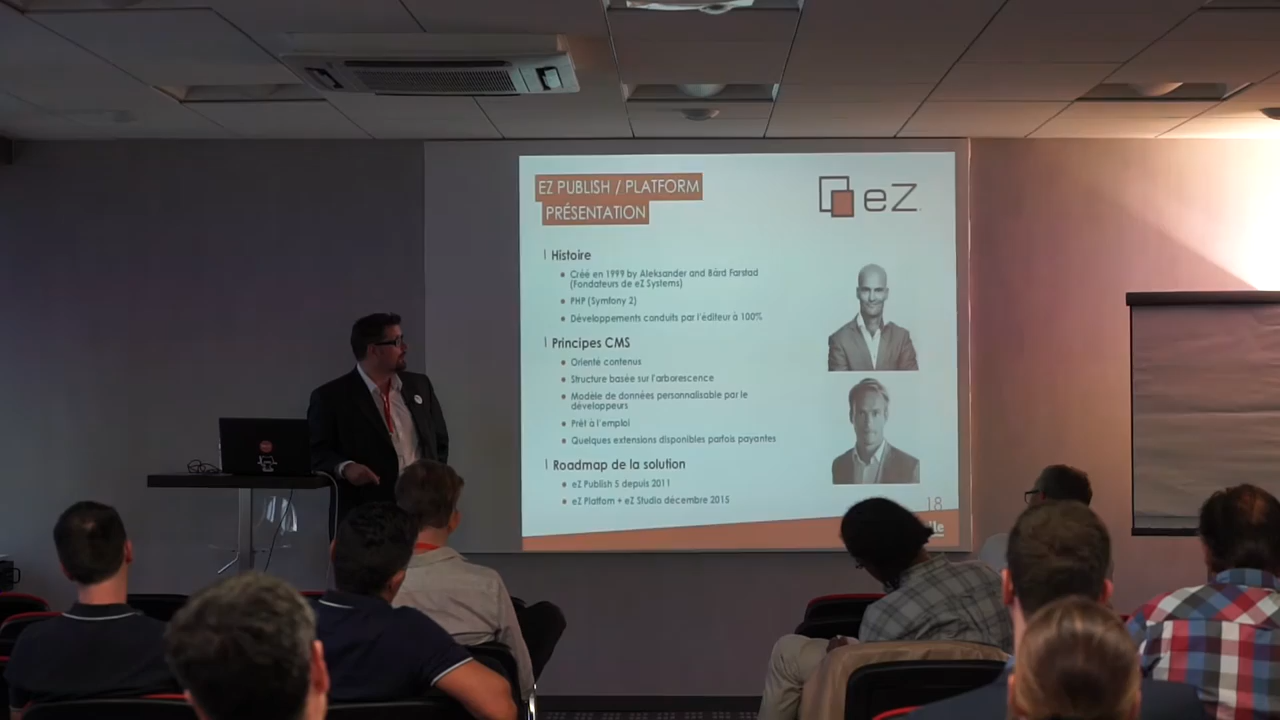 EZ PUBLISH / PLATFORM
PRÉSENTATION
eZ
Histoire
Créé en 1999 by Aleksander and Bård Farstad
(Fondateurs de eZ Systems)
PHP (Symfony 2)
Développements conduits par l'éditeur à 100%
Principes CMS
Orienté contenus
Structure basée sur l'arborescence
Modèle de données personnalisable par le
développeurs
Prêt à l'emploi
Quelques extensions disponibles parfois payantes
Roadmap de la solution
eZ Publish 5 depuis 2011
eZ Platfom + eZ Studio décembre 2015
18